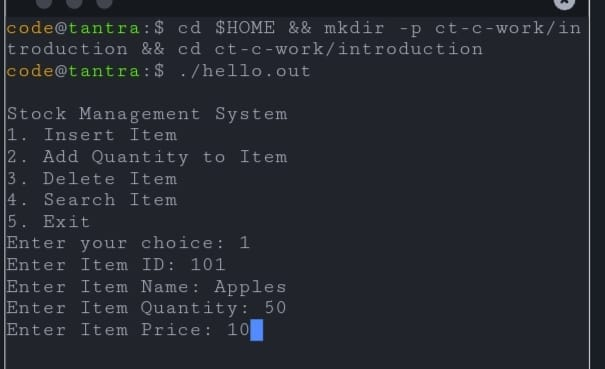 code@tantra:$ cd $HOME && mkdir -p ct-c-work/in
troduction && cd ct-c-work/introduction
code@tantra:$ ./hello.out
Stock Management System
1. Insert Item
2. Add Quantity to Item
3. Delete Item
4. Search Item
5. Exit
Enter your choice: 1
Enter Item ID: 101
Enter Item Name: Apples
Enter Item Quantity: 50
Enter Item Price: 10